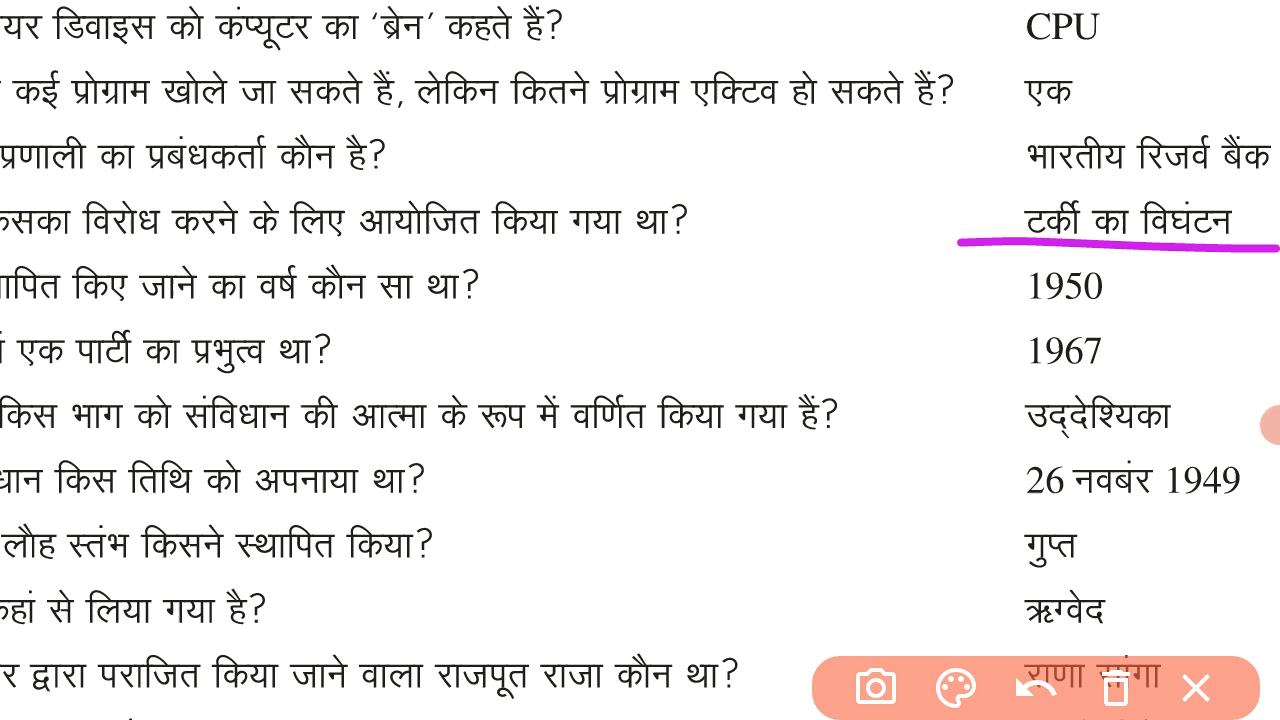 यर डिवाइस को कंप्यूटर का ‘ब्रेन’ कहते हैं? CPU
कई प्रोग्राम खोले जा सकते हैं, लेकिन कितने प्रोग्राम एक्टिव हो सकते हैं? एक
प्रणाली का प्रबंधकर्ता कौन है? भारतीय रिजर्व बैंक
कसका विरोध करने के लिए आयोजित किया गया था? टर्की का विघंटन
ापित किए जाने का वर्ष कौन सा था? 1950
एक पार्टी का प्रभुत्व था? 1967
किस भाग को संविधान की आत्मा के रूप में वर्णित किया गया हैं? उद्देश्यिका
धान किस तिथि को अपनाया था? 26 नवबंर 1949
लौह स्तंभ किसने स्थापित किया? गुप्त
कहां से लिया गया है? ऋग्वेद
र द्वारा पराजित किया जाने वाला राजपूत राजा कौन था? राणा सांगा